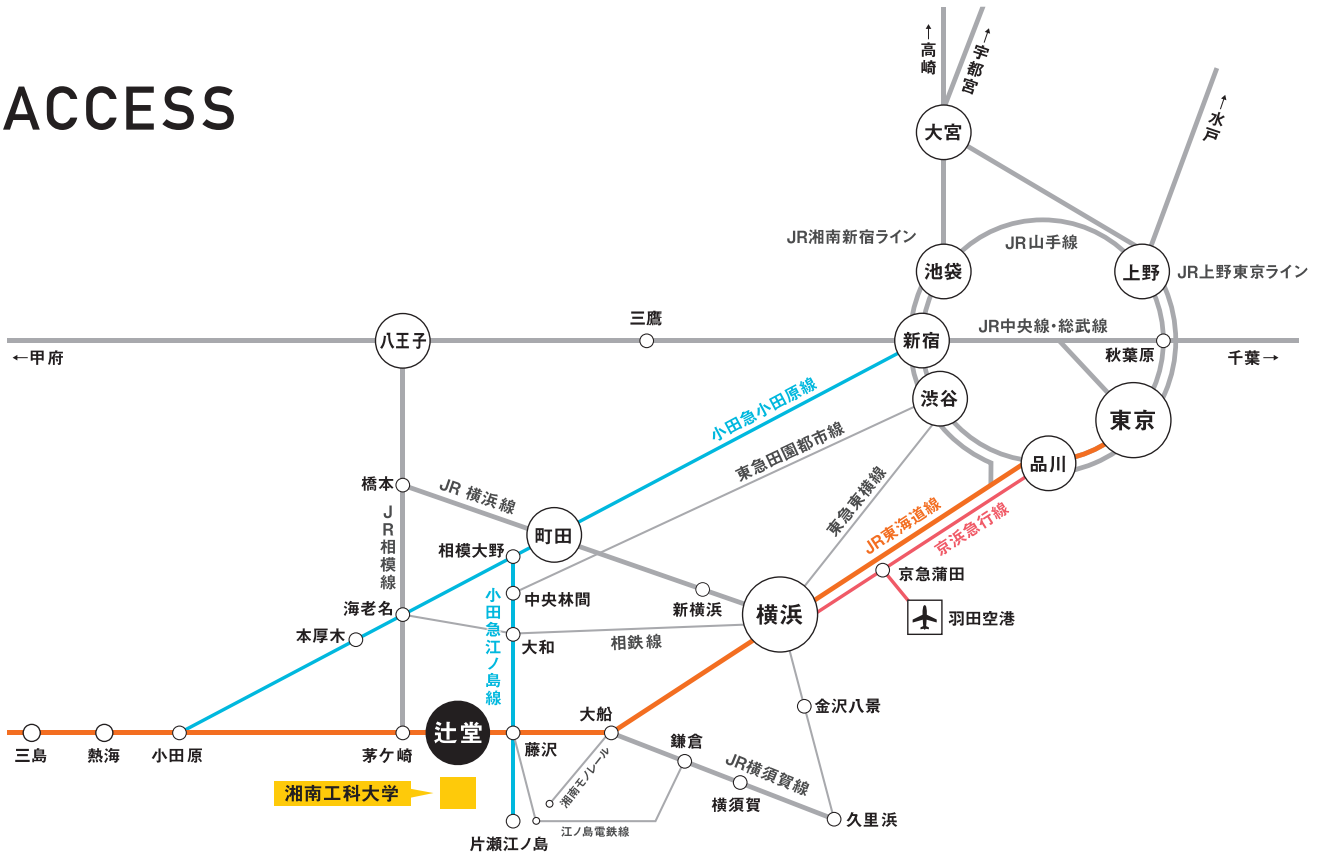 ACCESS
↑高崎
↑宇都宮
↑水戸
大宮
JR湘南新宿ライン
池袋
JR山手線
上野
JR上野東京ライン
三鷹
八王子
新宿
JR中央線・総武線
秋葉原
←甲府
千葉→
渋谷
東京
小田急小田原線
東急田園都市線
品川
橋本
JR横浜線
JR相模線
東急東横線
JR東海道線
京浜急行線
町田
相模大野
京急蒲田
小田急江ノ島線
中央林間
新横浜
横浜
羽田空港
海老名
本厚木
大和
相鉄線
金沢八景
大船
辻堂
藤沢
鎌倉
三島
熱海
小田原
茅ケ崎
湘南モノレール
JR横須賀線
湘南工科大学
横須賀
久里浜
江ノ島電鉄線
片瀬江ノ島